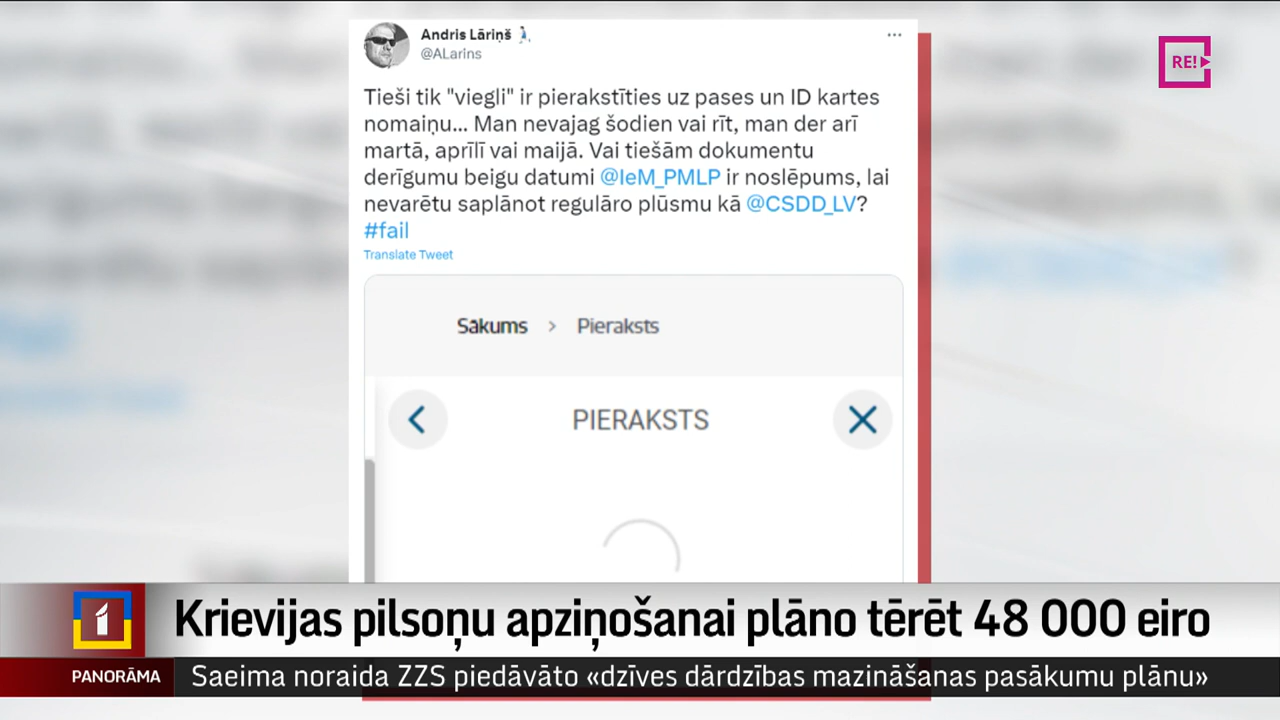 Andris Lāriņš
@ALarins
RE!
Tieši tik "viegli" ir pierakstīties uz pases un ID kartes
nomaiņu... Man nevajag šodien vai rīt, man der arī
martā, aprīlī vai maijā. Vai tiešām dokumentu
derīgumu beigu datumi @IeM_PMLP ir noslēpums, lai
nevarētu saplānot regulāro plūsmu kā @CSDD_LV?
#fail
Translate Tweet
Sākums > Pieraksts
PIERAKSTS
1
Krievijas pilsoņu apziņošanai plāno tērēt 48 000 eiro
PANORĀMA
Saeima noraida ZZS piedāvāto «dzīves dārdzības mazināšanas pasākumu plānu»